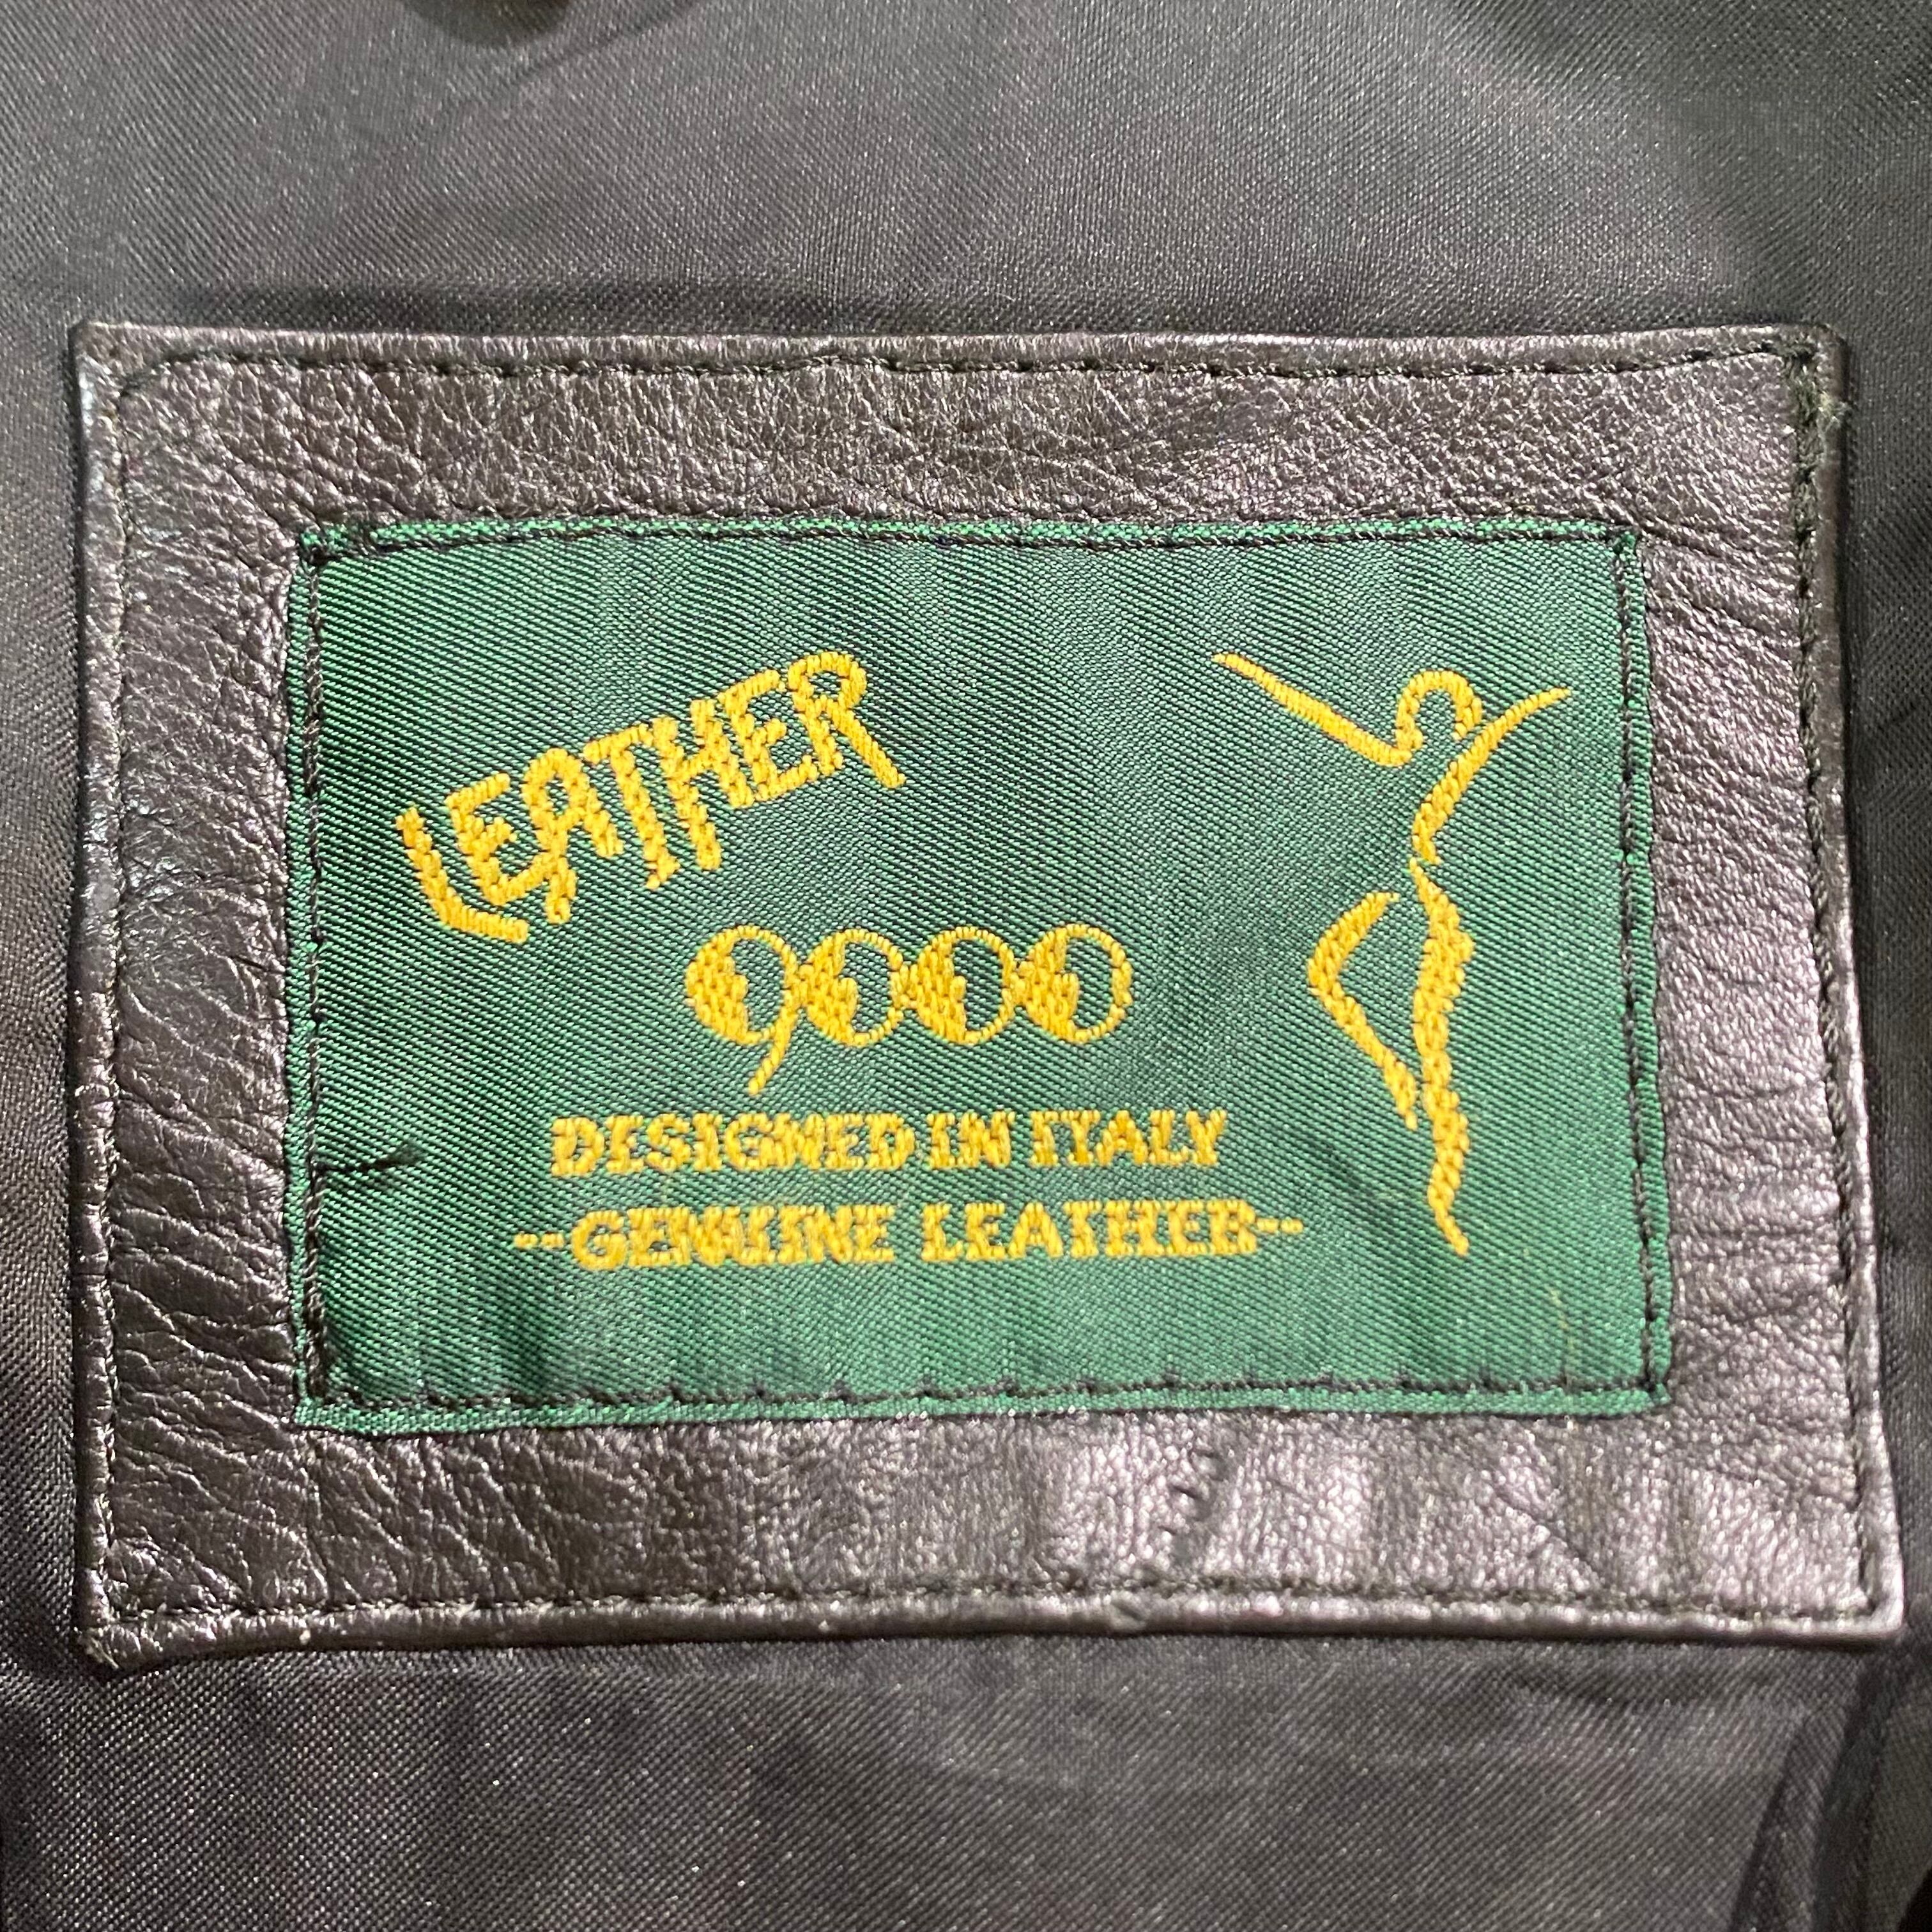 LEATHER
9000
DESIGNED IN ITALY
--GENUINE LEATHER--